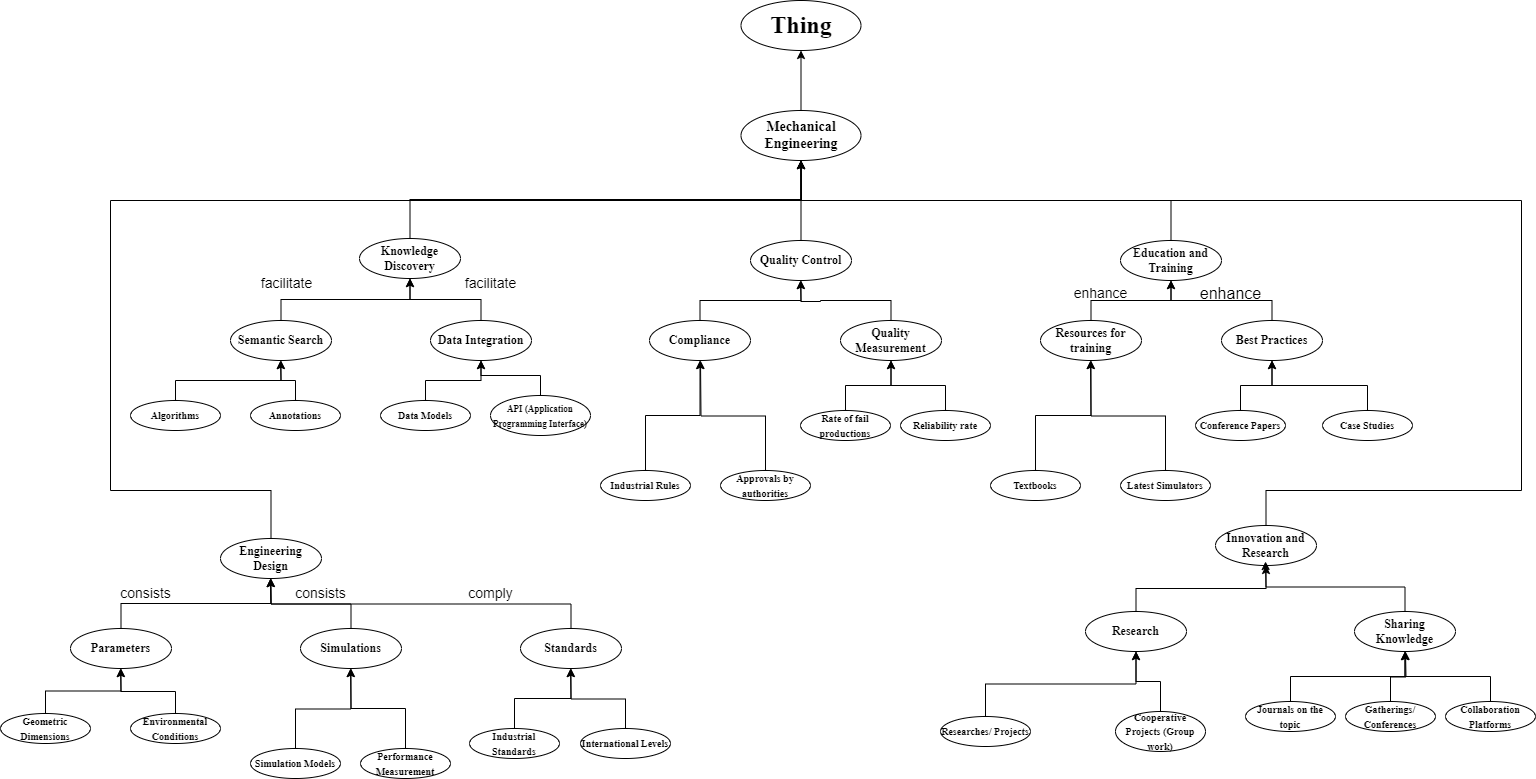 Thing
Mechanical
Engineering
Knowledge
Discovery
Quality Control
Education and
Training
facilitate
facilitate
enhance
enhance
Semantic Search
Data Integration
Compliance
Quality
Measurement
Resources for
training
Best Practices
Algorithms
Annotations
Data Models
API (Application
Programming Interface)
Rate of fail
productions
Reliability rate
Conference Papers
Case Studies
Industrial Rules
Approvals by
authorities
Textbooks
Latest Simulators
Engineering
Design
Innovation and
Research
consists
consists
comply
Parameters
Simulations
Standards
Research
Sharing
Knowledge
Geometric
Dimensions
Environmental
Conditions
Simulation Models
Performance
Measurement
Industrial
Standards
International Levels
Researches/ Projects
Cooperative
Projects (Group
work)
Journals on the
topic
Gatherings/
Conferences
Collaboration
Platforms